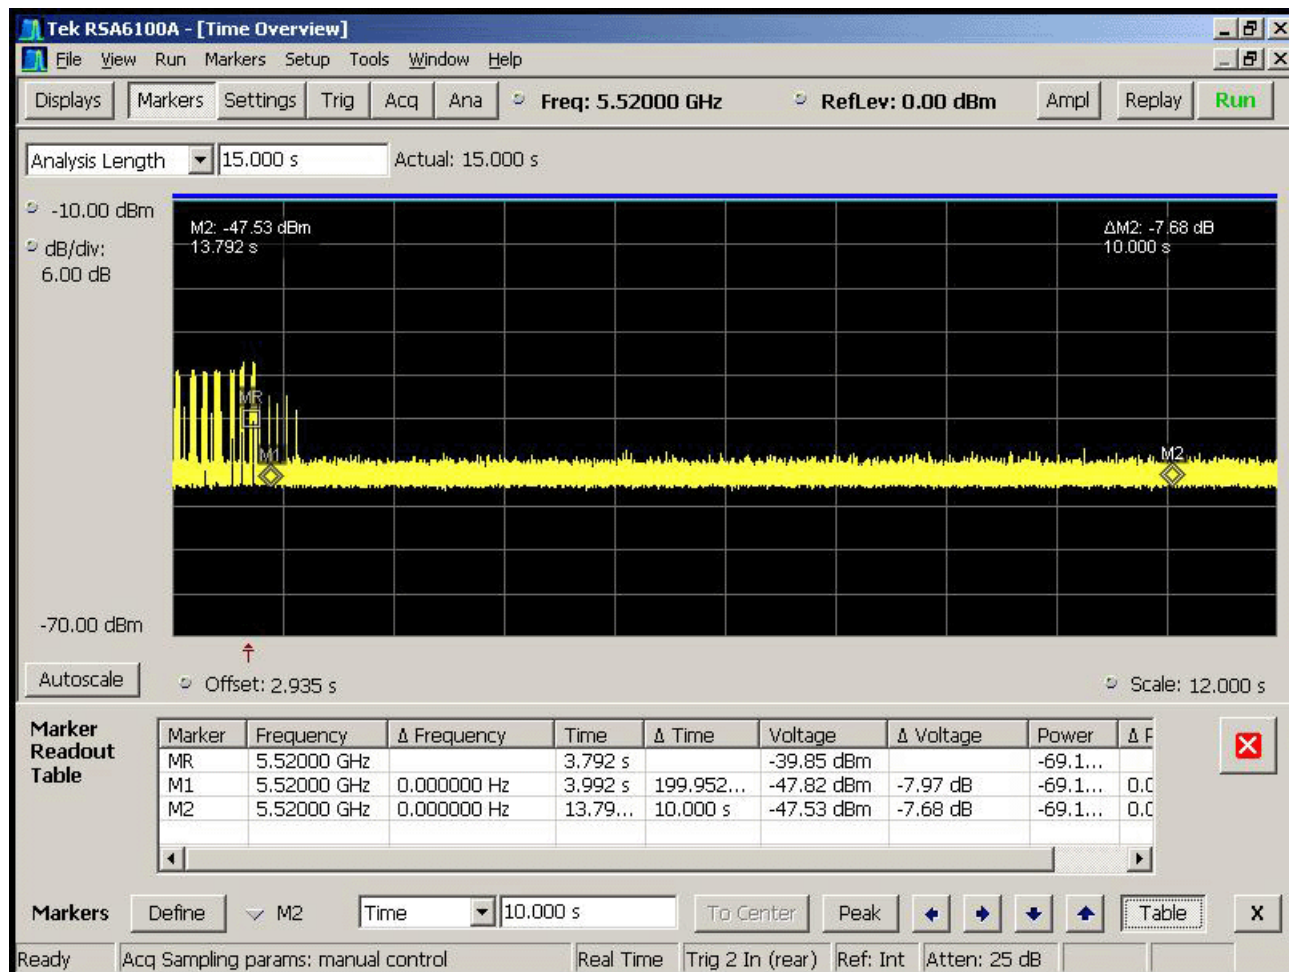 Tek RSA6100A - [Time Overview]
File View Run Markers Setup Tools Window Help
Displays Markers Settings Trig Acq Ana Freq: 5.52000 GHz RefLev: 0.00 dBm Ampl Replay Run
Analysis Length 15.000 s Actual: 15.000 s
-10.00 dBm
dB/div:
6.00 dB
M2: -47.53 dBm
13.792 s
ΔM2: -7.68 dB
10.000 s
MR
M1
M2
-70.00 dBm
Autoscale Offset: 2.935 s Scale: 12.000 s
Marker
Readout
Table
Marker Frequency Δ Frequency Time Δ Time Voltage Δ Voltage Power Δ F
MR 5.52000 GHz 3.792 s -39.85 dBm -69.1...
M1 5.52000 GHz 0.000000 Hz 3.992 s 199.952... -47.82 dBm -7.97 dB -69.1... 0.0
M2 5.52000 GHz 0.000000 Hz 13.79... 10.000 s -47.53 dBm -7.68 dB -69.1... 0.0
Markers Define M2 Time 10.000 s To Center Peak Table X
Ready Acq Sampling params: manual control Real Time Trig 2 In (rear) Ref: Int Atten: 25 dB